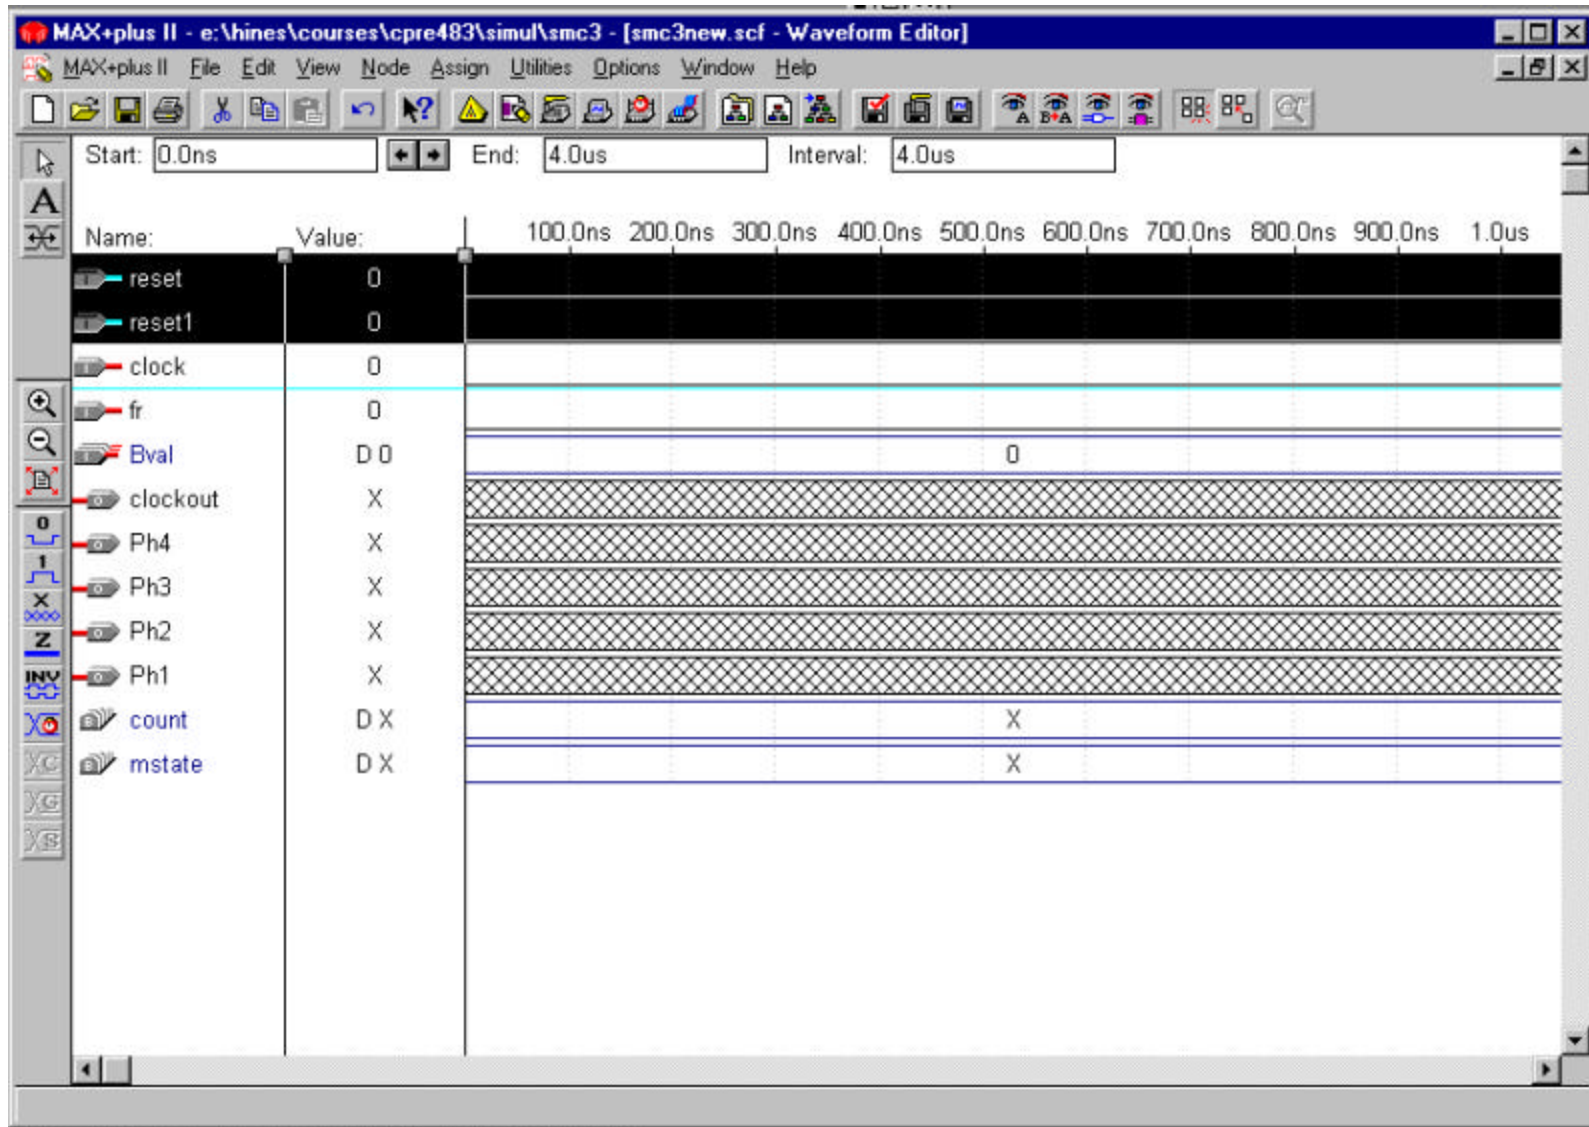 MAX+plus II - e:\hines\courses\cpre483\simul\smc3 - [smc3new.scf - Waveform Editor]
MAX+plus II File Edit View Node Assign Utilities Options Window Help
Start: 0.0ns End: 4.0us Interval: 4.0us
Name: Value: 100.0ns 200.0ns 300.0ns 400.0ns 500.0ns 600.0ns 700.0ns 800.0ns 900.0ns 1.0us
reset 0
reset1 0
clock 0
fr 0
Bval D 0 0
clockout X
Ph4 X
Ph3 X
Ph2 X
Ph1 X
count D X X
mstate D X X
A
0
1
X
Z
INV